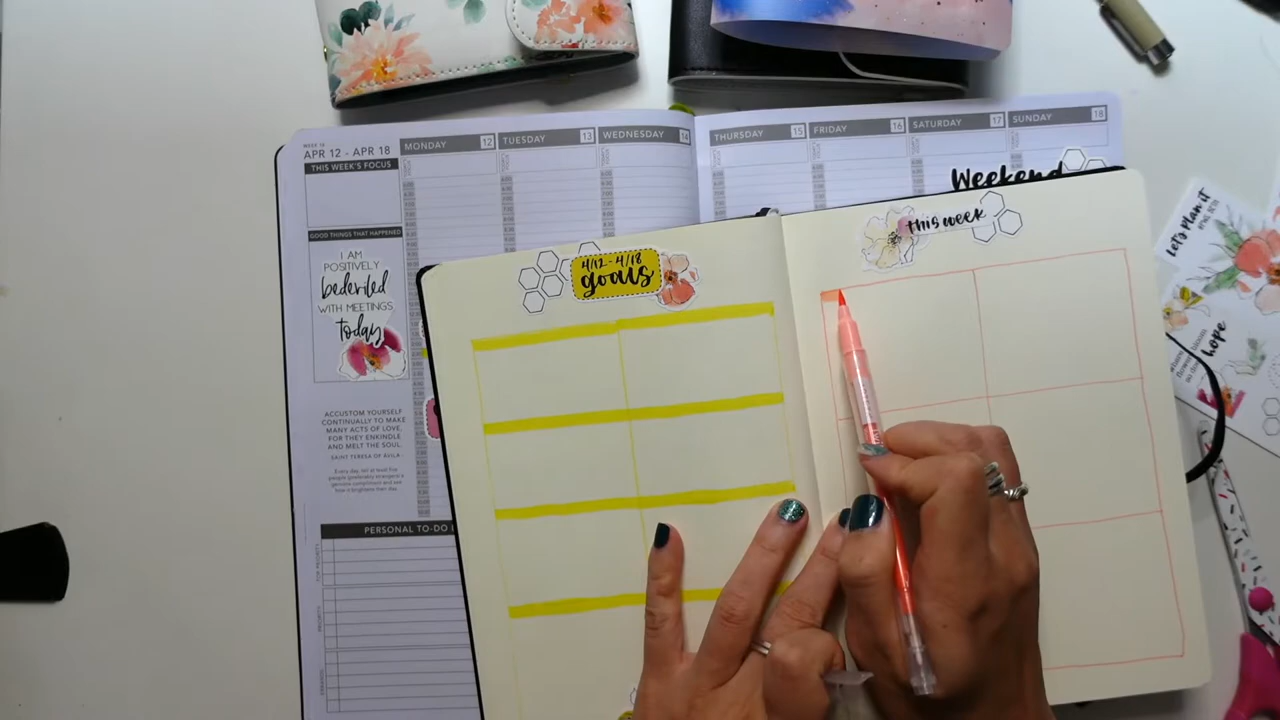 WEEK 16
APR 12 - APR 18
THIS WEEK'S FOCUS
GOOD THINGS THAT HAPPENED
I AM
POSITIVELY
bedeviled
WITH MEETINGS
today
ACCUSTOM YOURSELF
CONTINUALLY TO MAKE
MANY ACTS OF LOVE,
FOR THEY ENKINDLE
AND MELT THE SOUL.
SAINT TERESA OF AVILA
PERSONAL TO-DO
MONDAY 12
TUESDAY 13
WEDNESDAY 14
THURSDAY 15
FRIDAY 16
SATURDAY 17
SUNDAY 18
Weekend
4/12-4/18
goals
this week
Let's Plan it
hope